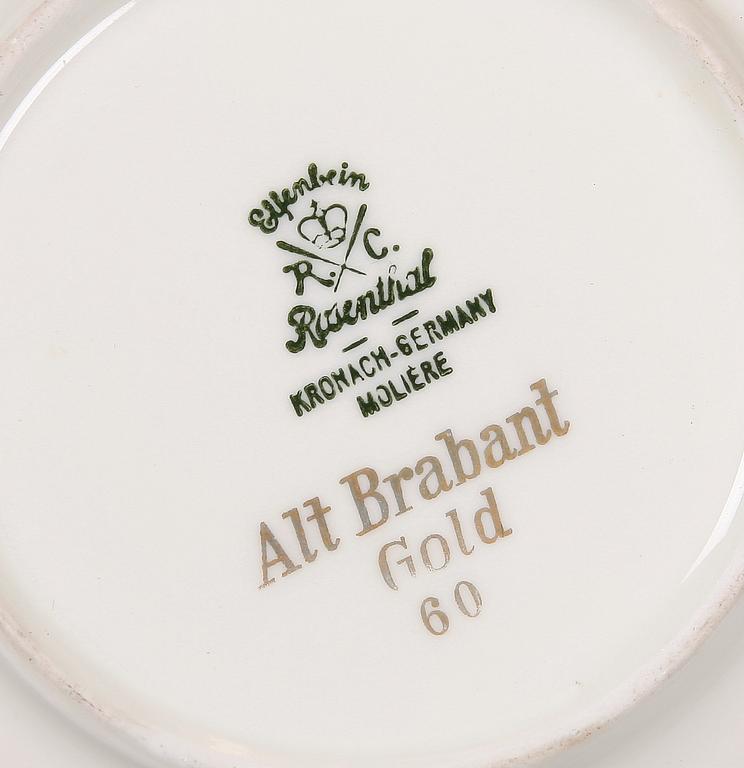 Elfenbein
R. C.
Rosenthal
KRONACH-GERMANY
MOLIÈRE
Alt Brabant
Gold
60